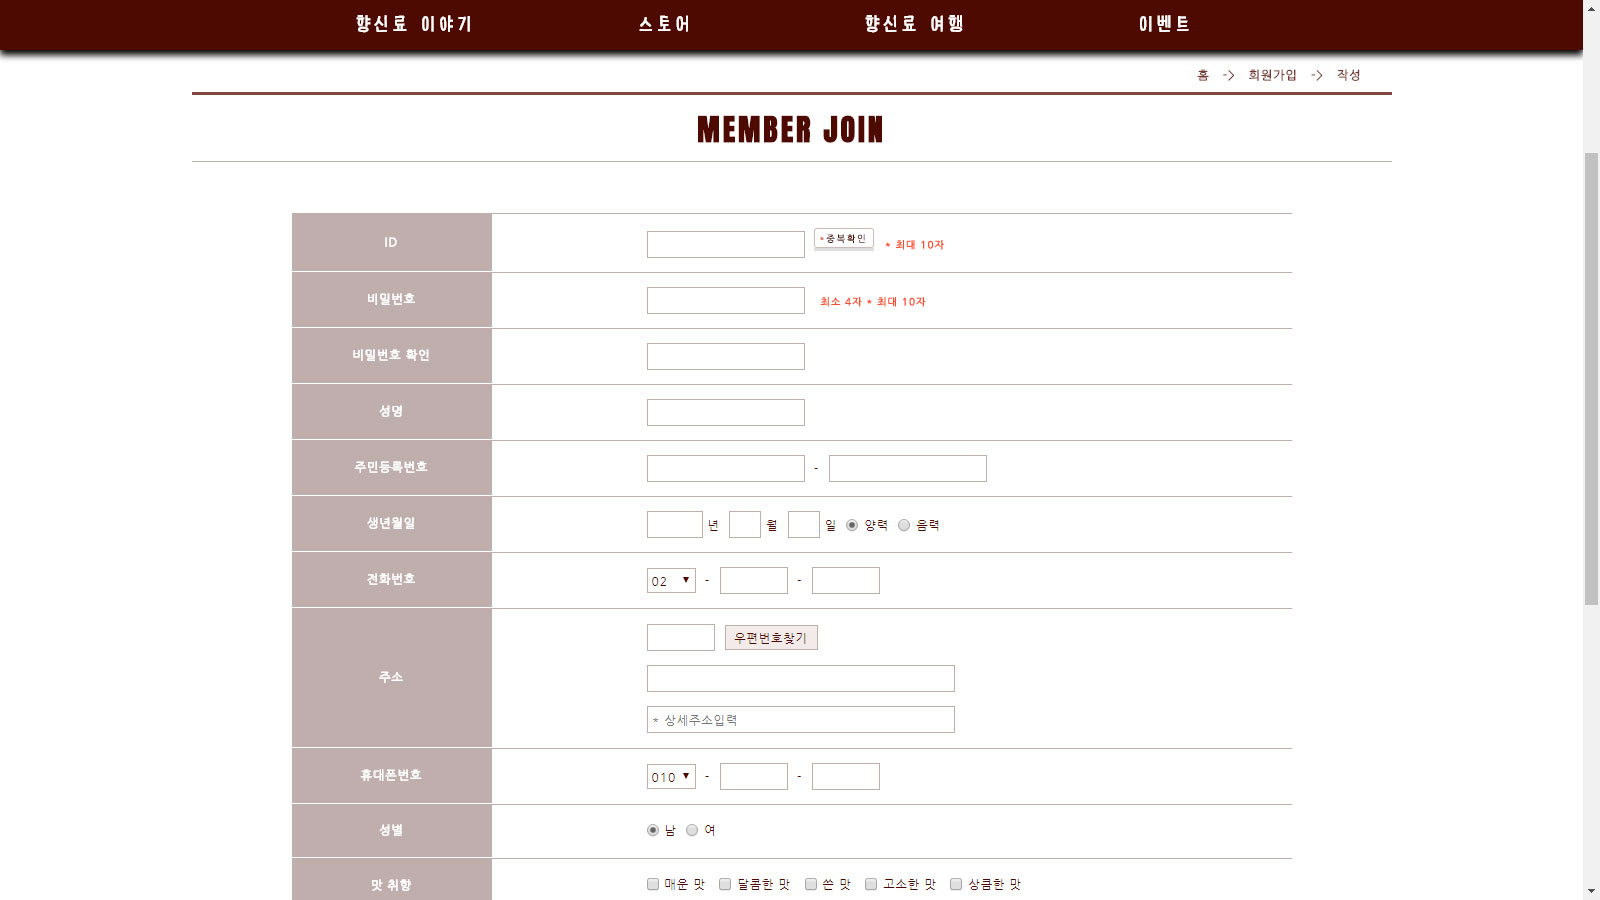 향신료 이야기 스토어 향신료 여행 이벤트
홈 -> 회원가입 -> 작성
MEMBER JOIN
ID *중복확인 * 최대 10자
비밀번호 최소 4자 * 최대 10자
비밀번호 확인
성명
주민등록번호 -
생년월일 년 월 일 양력 음력
전화번호 02 - -
주소 우편번호찾기
* 상세주소입력
휴대폰번호 010 - -
성별 남 여
맛 취향 매운 맛 달콤한 맛 쓴 맛 고소한 맛 상큼한 맛